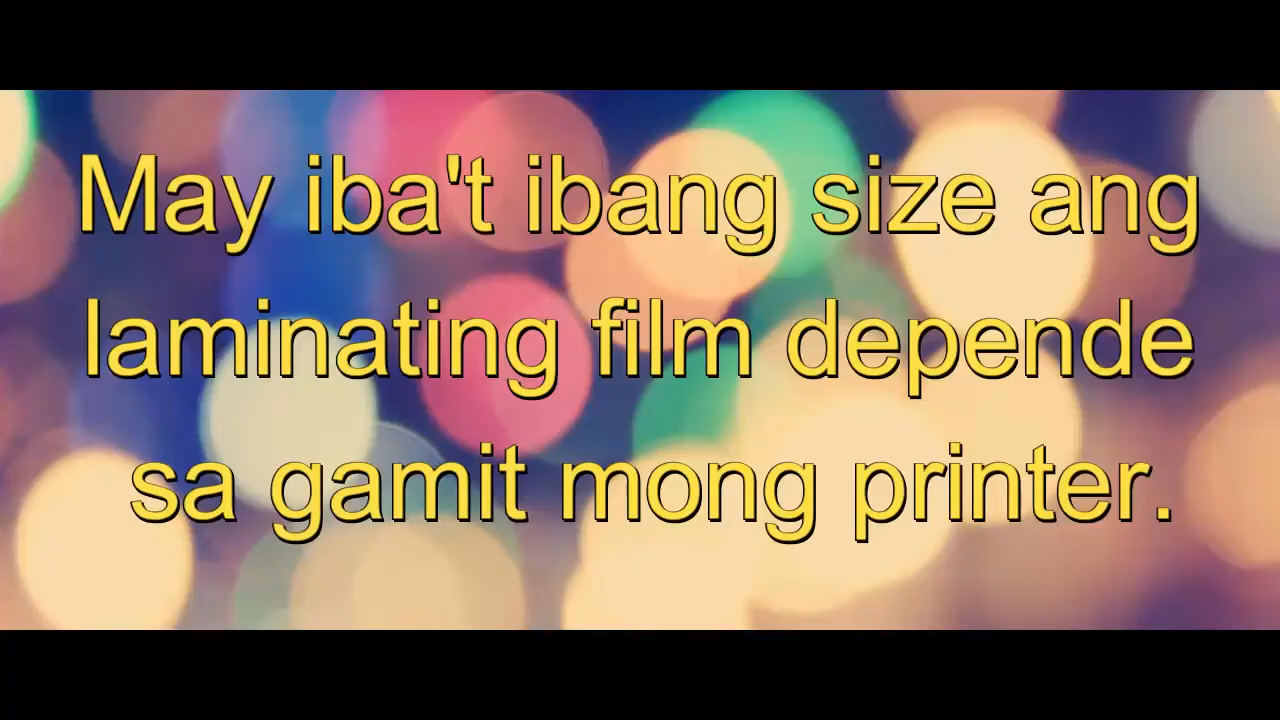 May iba't ibang size ang
laminating film depende
sa gamit mong printer.